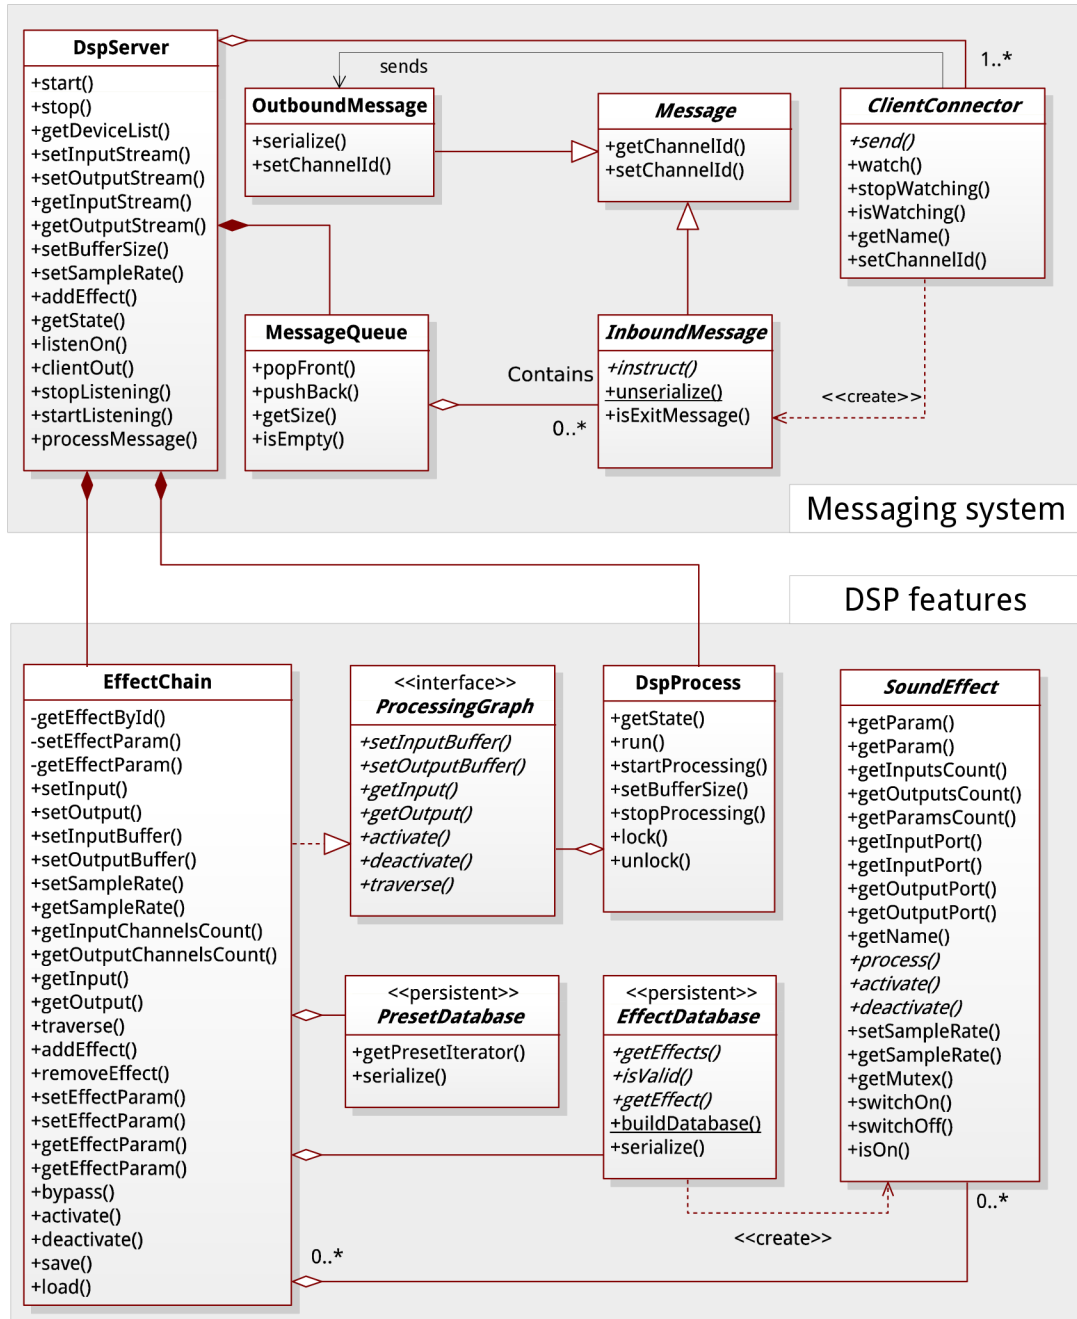 DspServer
+start()
+stop()
+getDeviceList()
+setInputStream()
+setOutputStream()
+getInputStream()
+getOutputStream()
+setBufferSize()
+setSampleRate()
+addEffect()
+getState()
+listenOn()
+clientOut()
+stopListening()
+startListening()
+processMessage()
sends
1..*
OutboundMessage
+serialize()
+setChannelId()
Message
+getChannelId()
+setChannelId()
ClientConnector
+send()
+watch()
+stopWatching()
+isWatching()
+getName()
+setChannelId()
MessageQueue
+popFront()
+pushBack()
+getSize()
+isEmpty()
Contains
0..*
InboundMessage
+instruct()
+unserialize()
+isExitMessage()
<<create>>
Messaging system
DSP features
EffectChain
-getEffectById()
-setEffectParam()
-getEffectParam()
+setInput()
+setOutput()
+setInputBuffer()
+setOutputBuffer()
+setSampleRate()
+getSampleRate()
+getInputChannelsCount()
+getOutputChannelsCount()
+getInput()
+getOutput()
+traverse()
+addEffect()
+removeEffect()
+setEffectParam()
+setEffectParam()
+getEffectParam()
+getEffectParam()
+bypass()
+activate()
+deactivate()
+save()
+load()
<<interface>>
ProcessingGraph
+setInputBuffer()
+setOutputBuffer()
+getInput()
+getOutput()
+activate()
+deactivate()
+traverse()
DspProcess
+getState()
+run()
+startProcessing()
+setBufferSize()
+stopProcessing()
+lock()
+unlock()
SoundEffect
+getParam()
+getParam()
+getInputsCount()
+getOutputsCount()
+getParamsCount()
+getInputPort()
+getInputPort()
+getOutputPort()
+getOutputPort()
+getName()
+process()
+activate()
+deactivate()
+setSampleRate()
+getSampleRate()
+getMutex()
+switchOn()
+switchOff()
+isOn()
<<persistent>>
PresetDatabase
+getPresetIterator()
+serialize()
<<persistent>>
EffectDatabase
+getEffects()
+isValid()
+getEffect()
+buildDatabase()
+serialize()
<<create>>
0..*
0..*